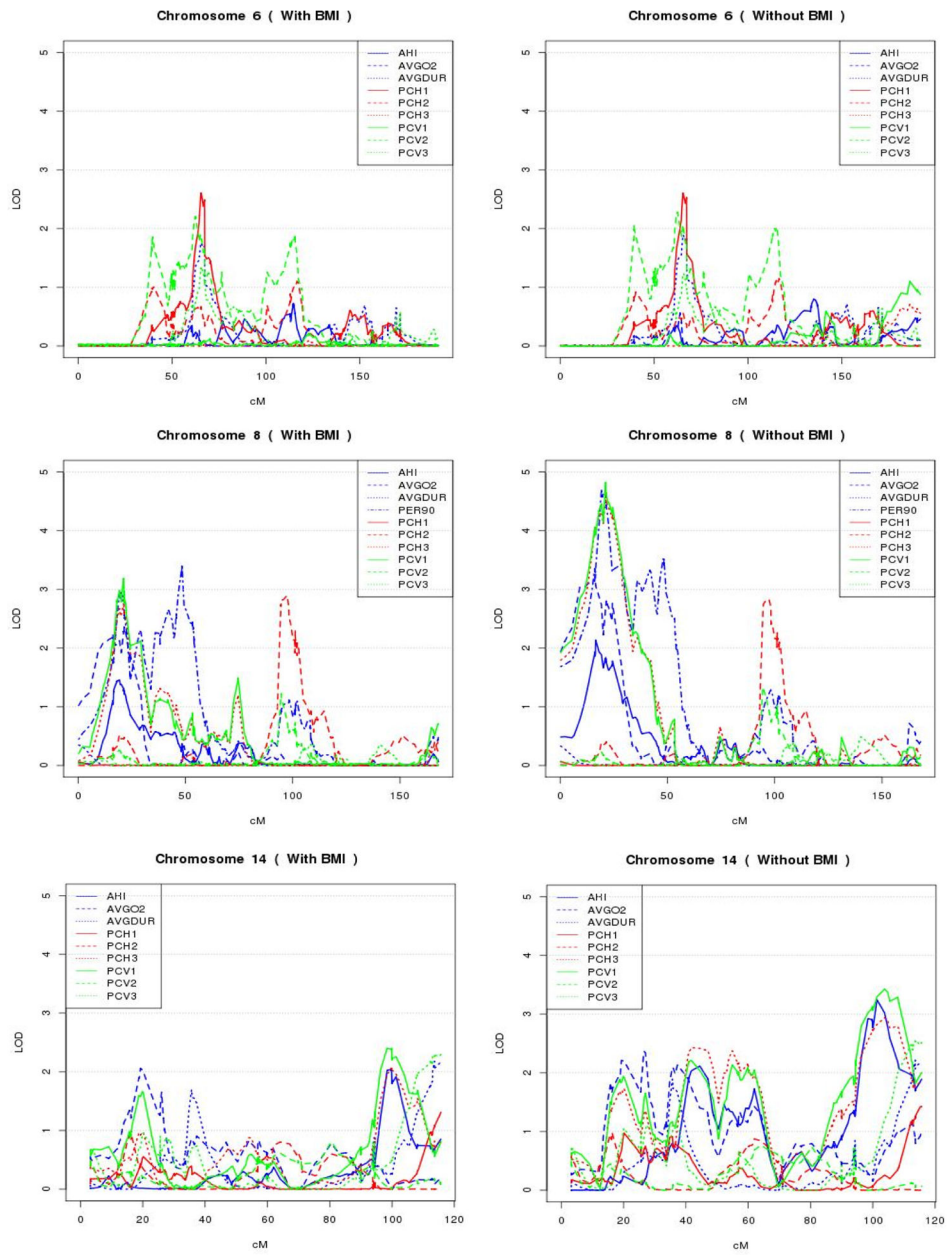 Chromosome 6 ( With BMI )
5
4
3
2
1
0
LOD
0 50 100 150
cM
AHI
AVGO2
AVGDUR
PCH1
PCH2
PCH3
PCV1
PCV2
PCV3
Chromosome 6 ( Without BMI )
5
4
3
2
1
0
LOD
0 50 100 150
cM
AHI
AVGO2
AVGDUR
PCH1
PCH2
PCH3
PCV1
PCV2
PCV3
Chromosome 8 ( With BMI )
5
4
3
2
1
0
LOD
0 50 100 150
cM
AHI
AVGO2
AVGDUR
PER90
PCH1
PCH2
PCH3
PCV1
PCV2
PCV3
Chromosome 8 ( Without BMI )
5
4
3
2
1
0
LOD
0 50 100 150
cM
AHI
AVGO2
AVGDUR
PER90
PCH1
PCH2
PCH3
PCV1
PCV2
PCV3
Chromosome 14 ( With BMI )
5
4
3
2
1
0
LOD
0 20 40 60 80 100 120
cM
AHI
AVGO2
AVGDUR
PCH1
PCH2
PCH3
PCV1
PCV2
PCV3
Chromosome 14 ( Without BMI )
5
4
3
2
1
0
LOD
0 20 40 60 80 100 120
cM
AHI
AVGO2
AVGDUR
PCH1
PCH2
PCH3
PCV1
PCV2
PCV3